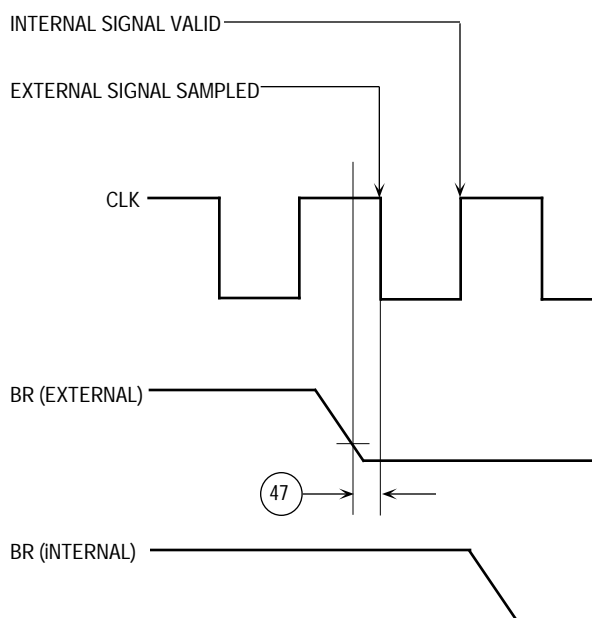 INTERNAL SIGNAL VALID
EXTERNAL SIGNAL SAMPLED
CLK
BR (EXTERNAL)
47
BR (iNTERNAL)